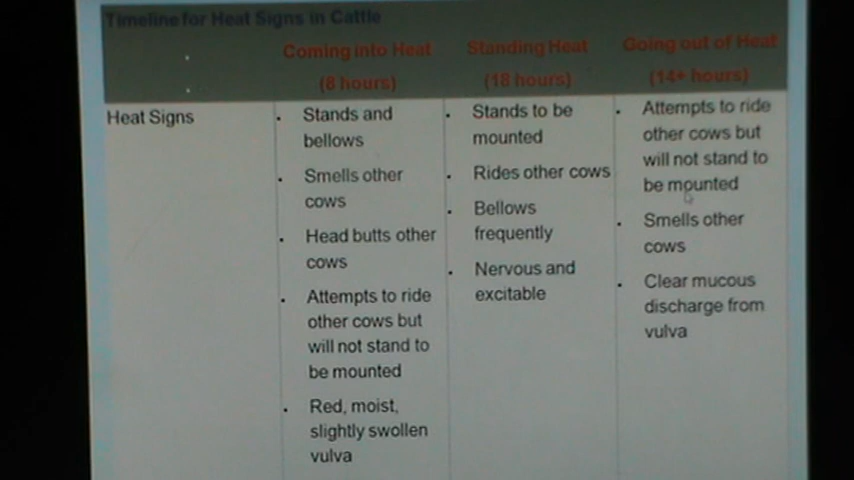 Timeline for Heat Signs in Cattle
Coming into Heat
(8 hours)
Standing Heat
(18 hours)
Going out of Heat
(14+ hours)
Heat Signs
Stands and
bellows
Smells other
cows
Head butts other
cows
Attempts to ride
other cows but
will not stand to
be mounted
Red, moist,
slightly swollen
vulva
Stands to be
mounted
Rides other cows
Bellows
frequently
Nervous and
excitable
Attempts to ride
other cows but
will not stand to
be mounted
Smells other
cows
Clear mucous
discharge from
vulva